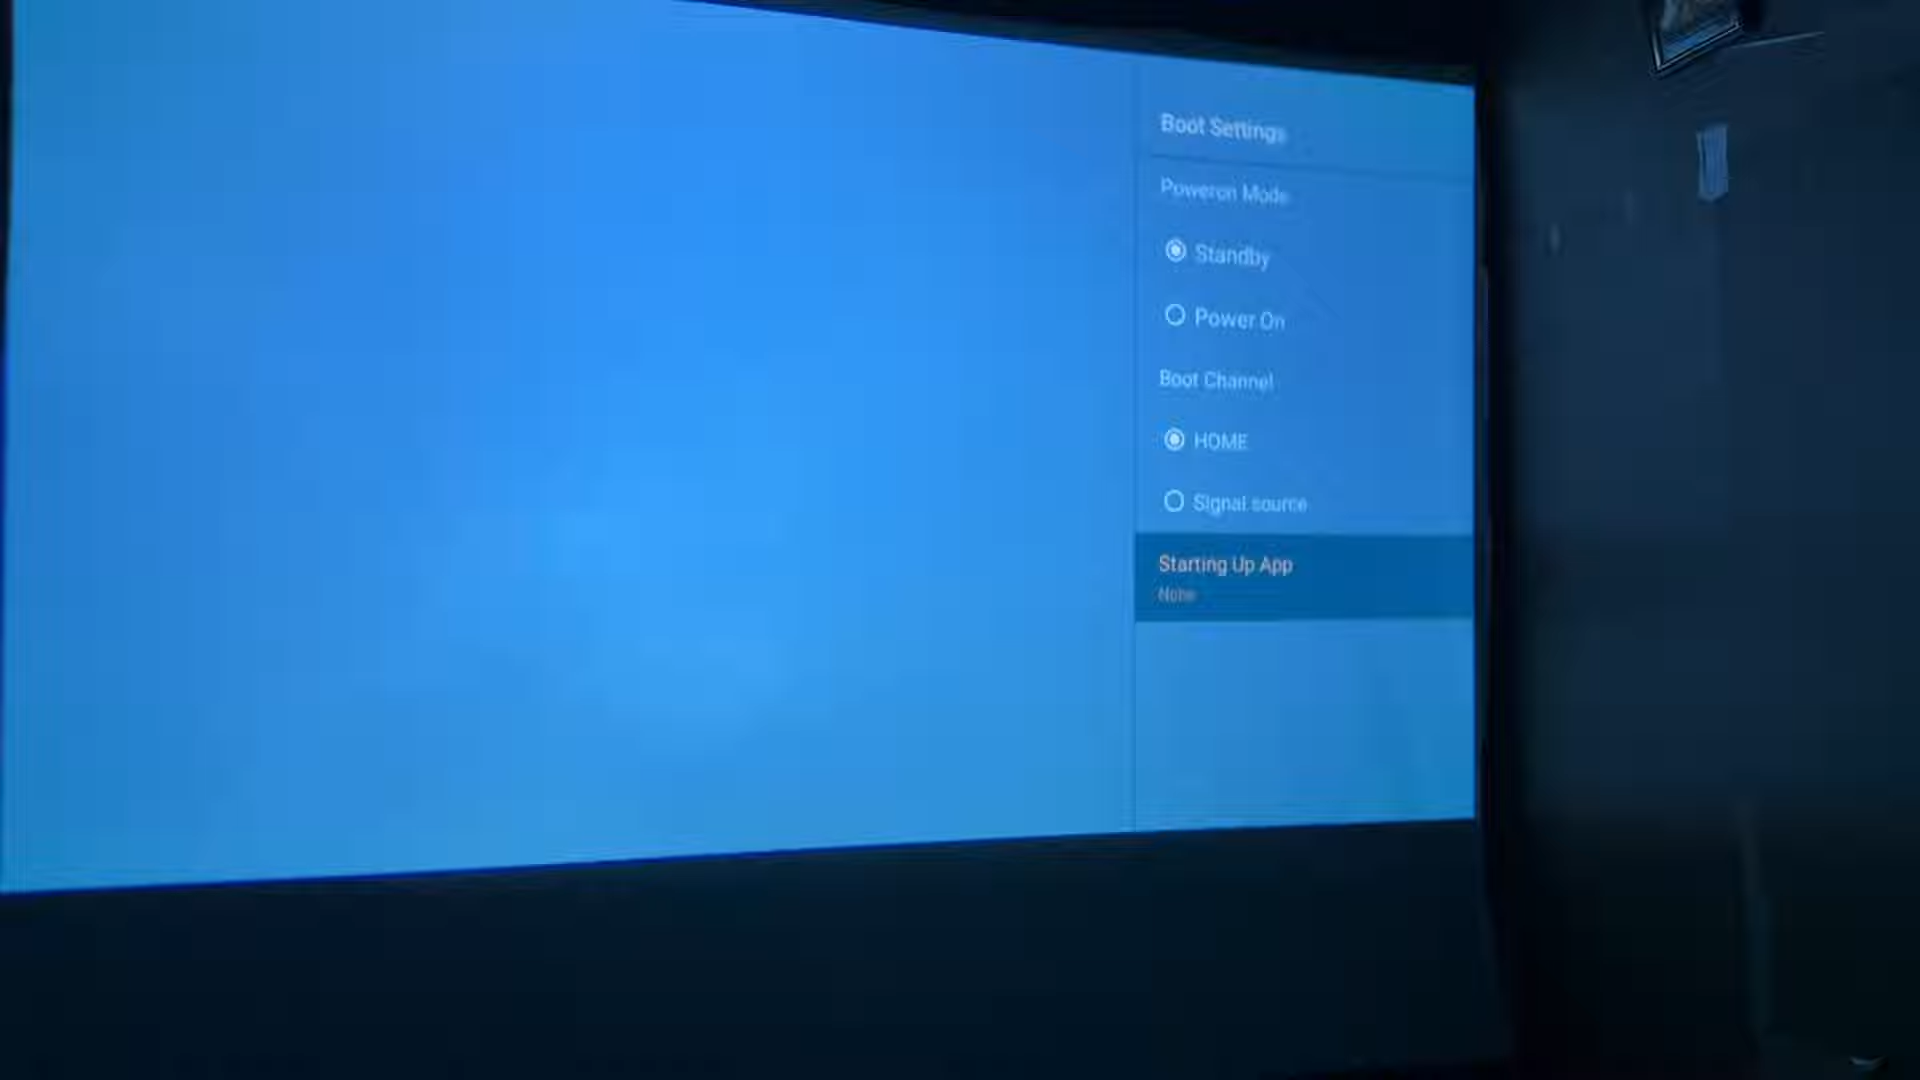 Boot Settings
Poweron Mode
Standby
Power On
Boot Channel
HOME
Signal source
Starting Up App
None